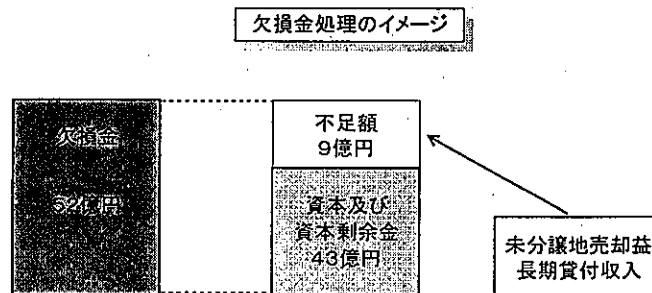 欠損金処理のイメージ
欠損金
52億円
不足額
9億円
資本及び
資本剰余金
43億円
未分譲地売却益
長期貸付収入